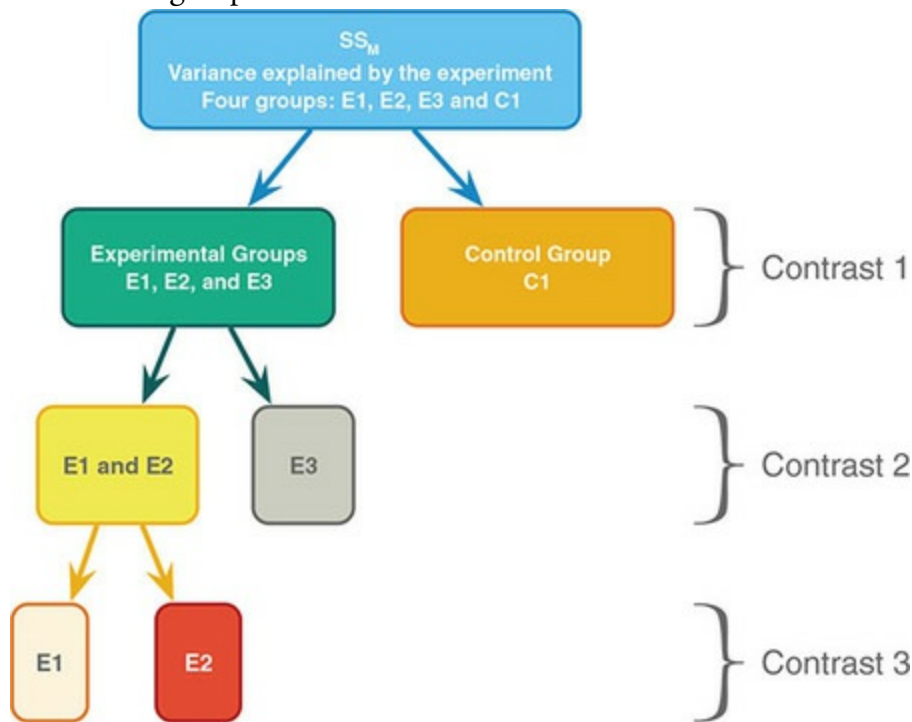 SS_M
Variance explained by the experiment
Four groups: E1, E2, E3 and C1
Experimental Groups
E1, E2, and E3
Control Group
C1
Contrast 1
E1 and E2
E3
Contrast 2
E1
E2
Contrast 3